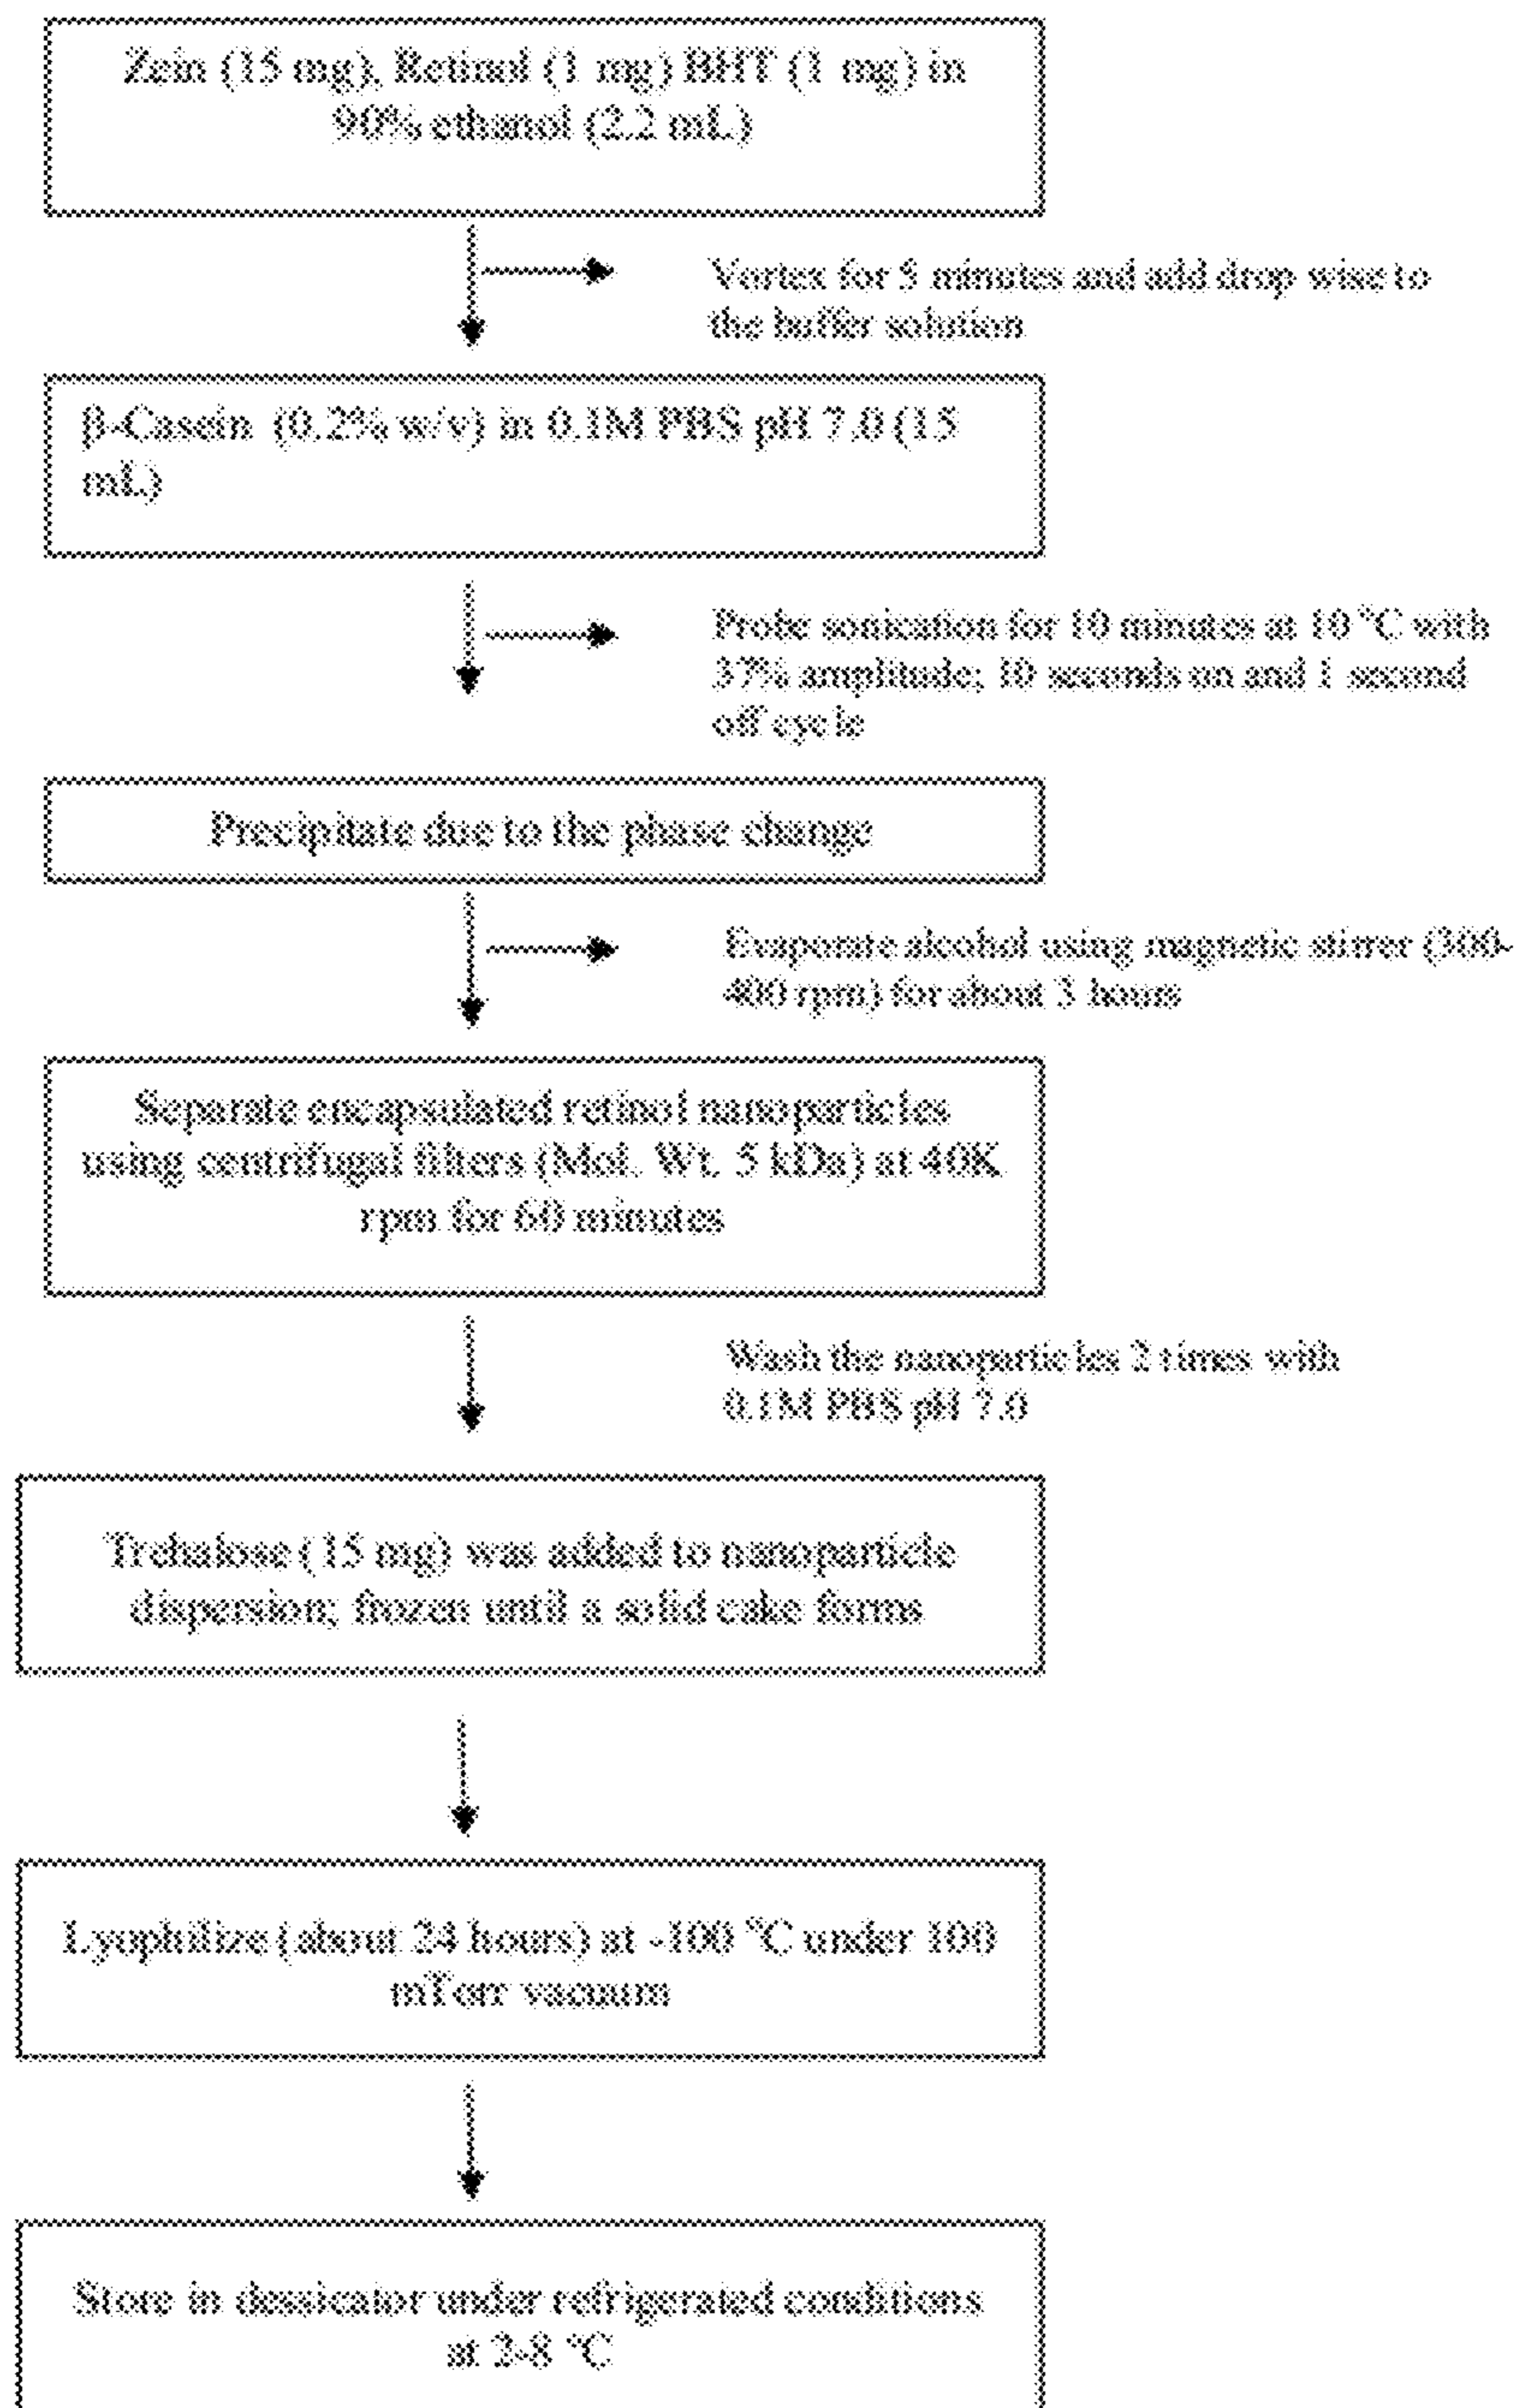 Zein (15 mg), Retinol (1 mg) BHT (1 mg) in
90% ethanol (2.2 mL)
Vortex for 5 minutes and add drop wise to
the buffer solution
β-Casein (0.2% w/v) in 0.1M PBS pH 7.0 (15
mL)
Probe sonication for 10 minutes at 10 °C with
37% amplitude; 10 seconds on and 1 second
off cycle
Precipitate due to the phase change
Evaporate alcohol using magnetic stirrer (300-
400 rpm) for about 3 hours
Separate encapsulated retinol nanoparticles
using centrifugal filters (Mol. Wt. 5 kDa) at 40K
rpm for 60 minutes
Wash the nanoparticles 2 times with
0.1M PBS pH 7.0
Trehalose (15 mg) was added to nanoparticle
dispersion; frozen until a solid cake forms
Lyophilize (about 24 hours) at -100 °C under 100
mTorr vacuum
Store in dessicator under refrigerated conditions
at 2-8 °C